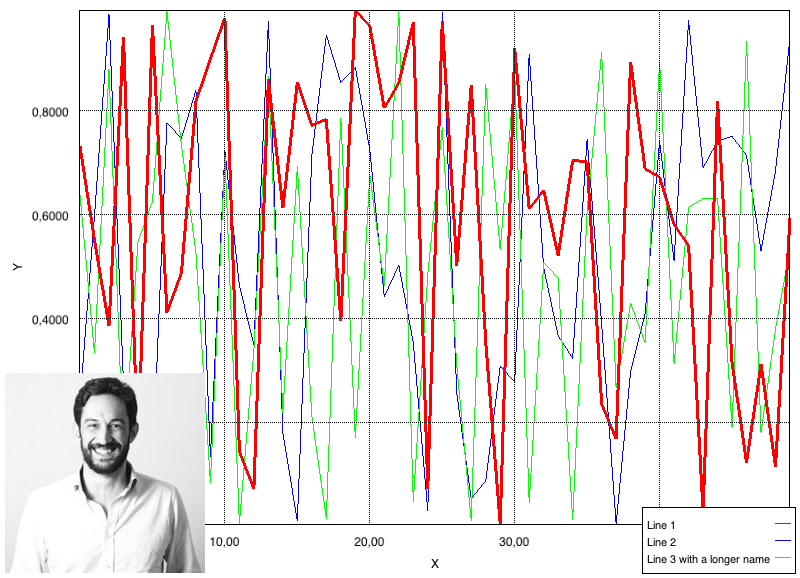 0,8000
0,6000
Y
0,4000
10,00
20,00
30,00
X
Line 1
Line 2
Line 3 with a longer name